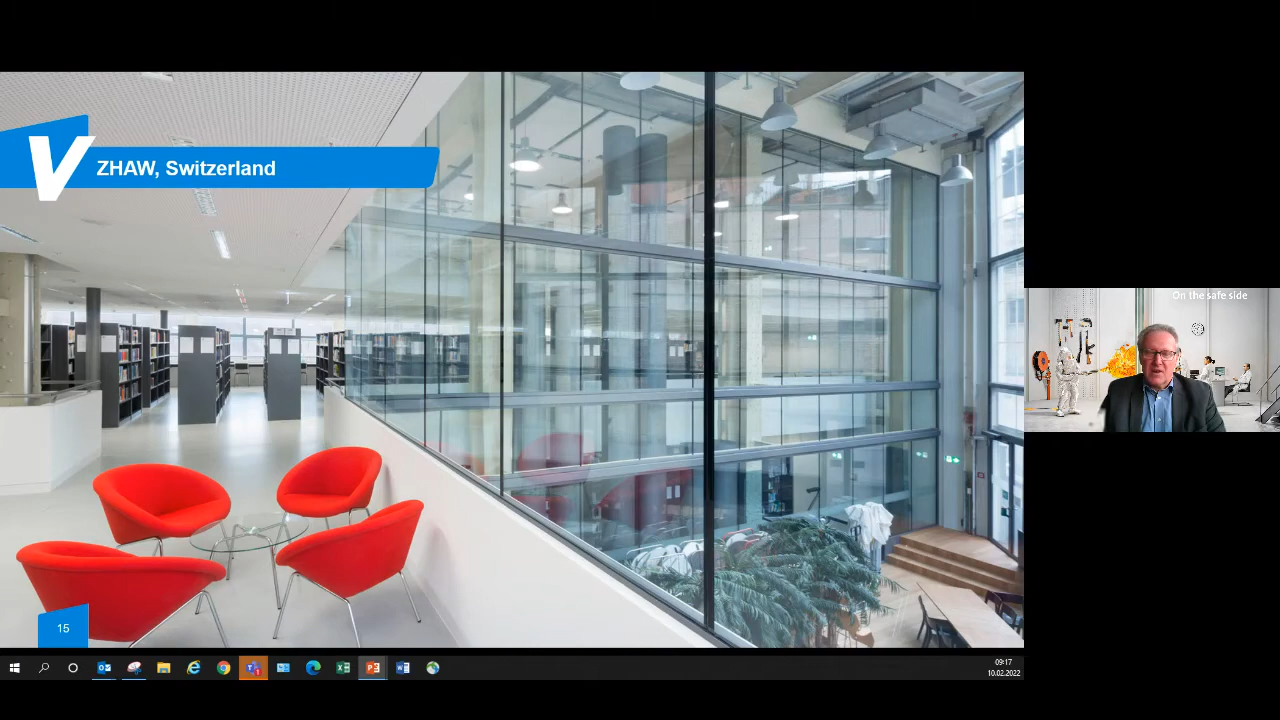 V
ZHAW, Switzerland
On the safe side
15
09:17
10.02.2022